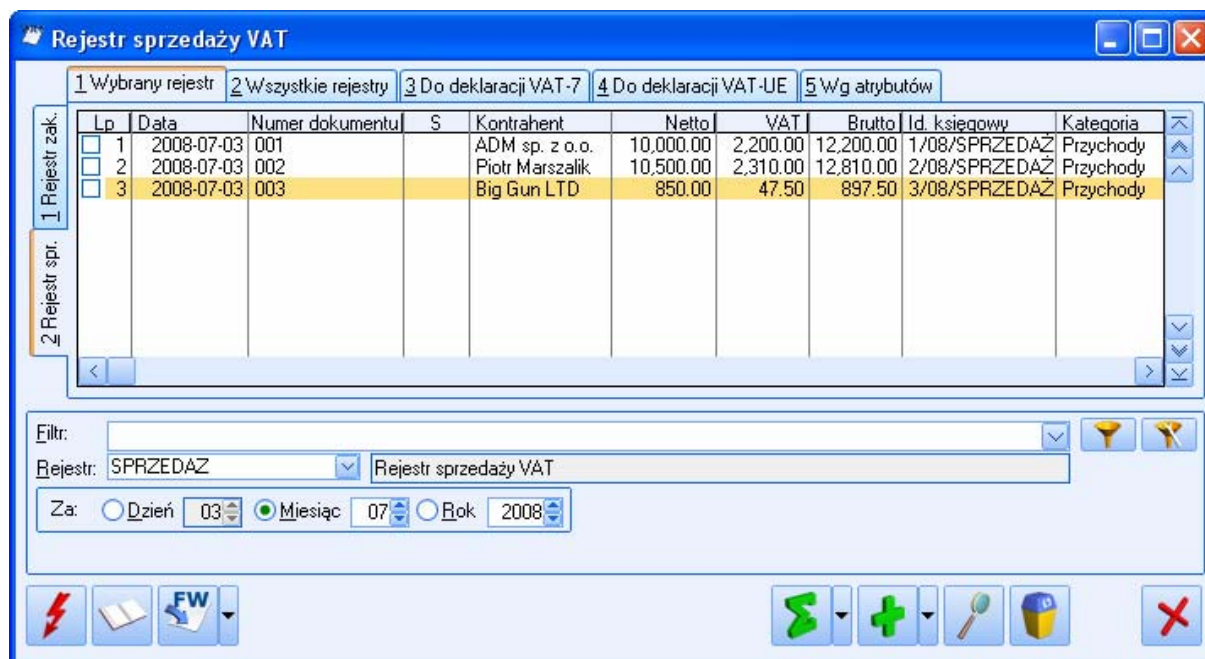 Rejestr sprzedaży VAT
1 Wybrany rejestr 2 Wszystkie rejestry 3 Do deklaracji VAT-7 4 Do deklaracji VAT-UE 5 Wg atrybutów
1 Rejestr zak.
2 Rejestr spr.
Lp Data Numer dokumentu S Kontrahent Netto VAT Brutto Id. księgowy Kategoria
1 2008-07-03 001 ADM sp. z o.o. 10,000.00 2,200.00 12,200.00 1/08/SPRZEDAŻ Przychody
2 2008-07-03 002 Piotr Marszalik 10,500.00 2,310.00 12,810.00 2/08/SPRZEDAŻ Przychody
3 2008-07-03 003 Big Gun LTD 850.00 47.50 897.50 3/08/SPRZEDAŻ Przychody
Filtr:
Rejestr: SPRZEDAŻ Rejestr sprzedaży VAT
Za: Dzień 03 Miesiąc 07 Rok 2008
FW